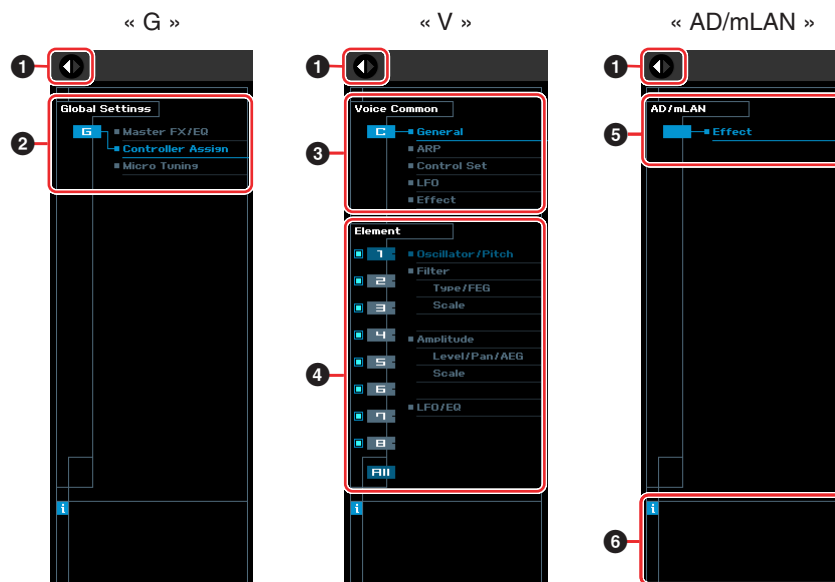 « G »
1
Global Settings
2
G
Master FX/EQ
Controller Assign
Micro Tuning
i
« V »
1
Voice Common
3
C
General
ARP
Control Set
LFO
Effect
Element
4
1
Oscillator/Pitch
2
Filter
Type/FEG
3
Scale
4
Amplitude
5
Level/Pan/AEG
Scale
6
7
LFO/EQ
8
All
i
« AD/mLAN »
1
AD/mLAN
5
Effect
i
6